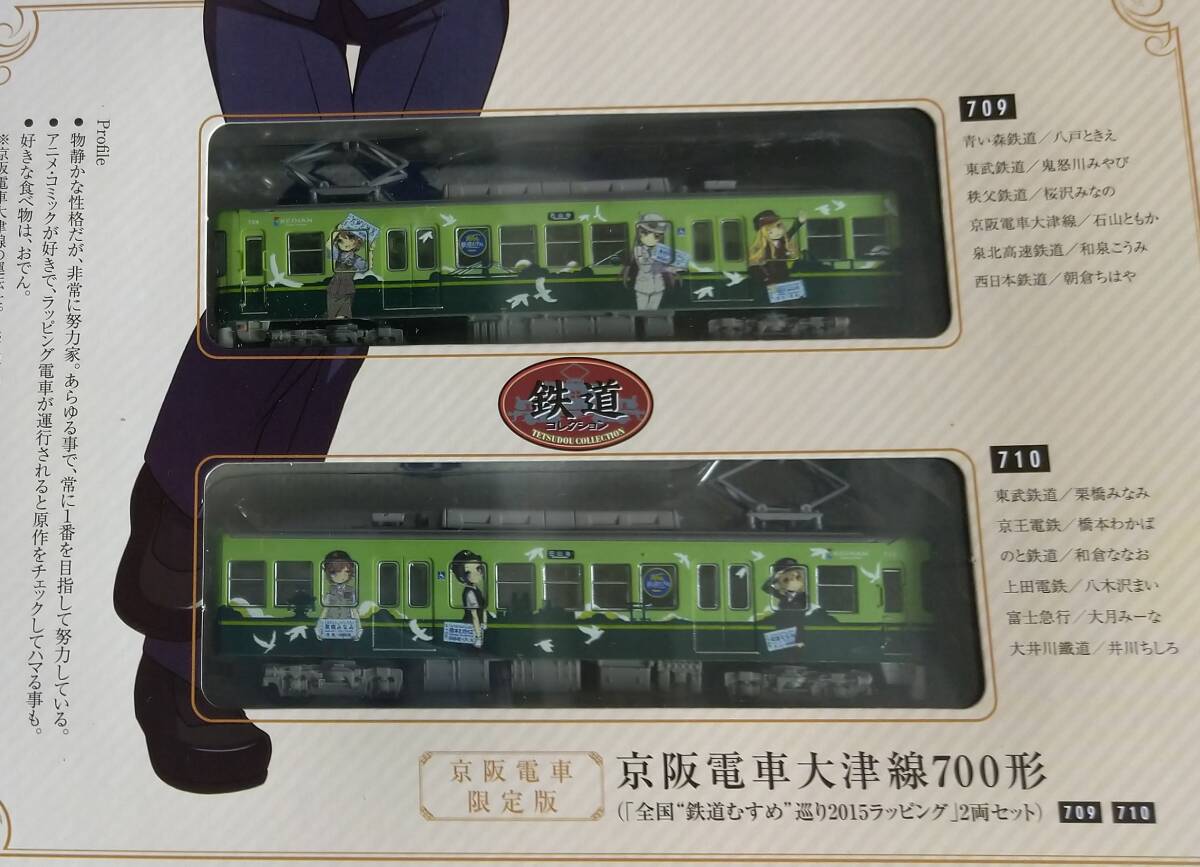 Profile
● 物静かな性格だが、非常に努力家。あらゆる事で、常に1番を目指して努力している。
● アニメ・コミックが好きで、ラッピング電車が運行されると原作をチェックしてハマる事も。
● 好きな食べ物は、おでん。
709
青い森鉄道／八戸ときえ
東武鉄道／鬼怒川みやび
秩父鉄道／桜沢みなの
京阪電車大津線／石山ともか
泉北高速鉄道／和泉こうみ
西日本鉄道／朝倉ちはや
KEIHAN
鉄道
コレクション
TETSUDOU COLLECTION
710
東武鉄道／栗橋みなみ
京王電鉄／橋本わかば
のと鉄道／和倉ななお
上田電鉄／八木沢まい
富士急行／大月みーな
大井川鐵道／井川ちしろ
KEIHAN
京阪電車
限定版
京阪電車大津線700形
(「全国“鉄道むすめ”巡り2015ラッピング」2両セット) 709 710